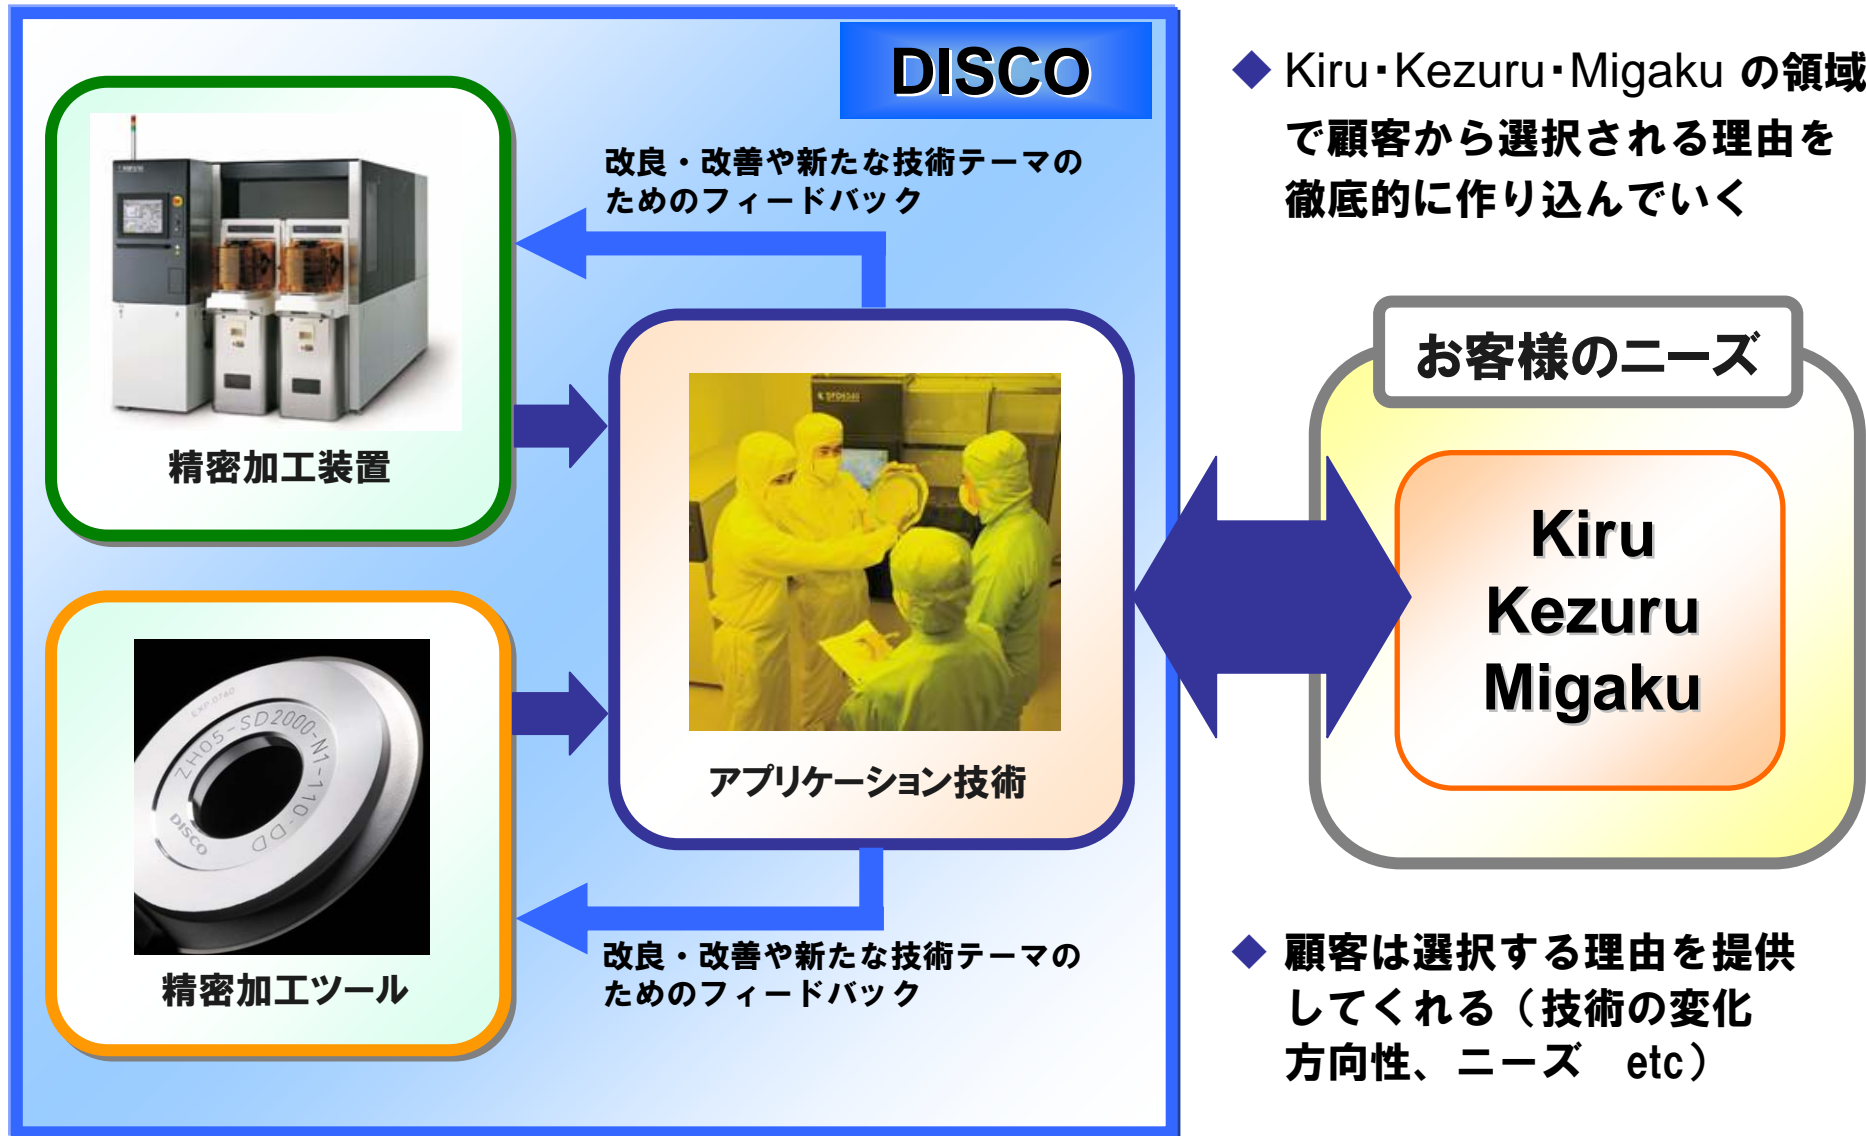 DISCO
改良・改善や新たな技術テーマの
ためのフィードバック
精密加工装置
DFD6560
アプリケーション技術
EXP.0760
ZH05-SD2000-N1-110-DD
DISCO
精密加工ツール
改良・改善や新たな技術テーマの
ためのフィードバック
◆ Kiru・Kezuru・Migaku の領域
で顧客から選択される理由を
徹底的に作り込んでいく
お客様のニーズ
Kiru
Kezuru
Migaku
◆ 顧客は選択する理由を提供
してくれる（技術の変化
方向性、ニーズ　etc）